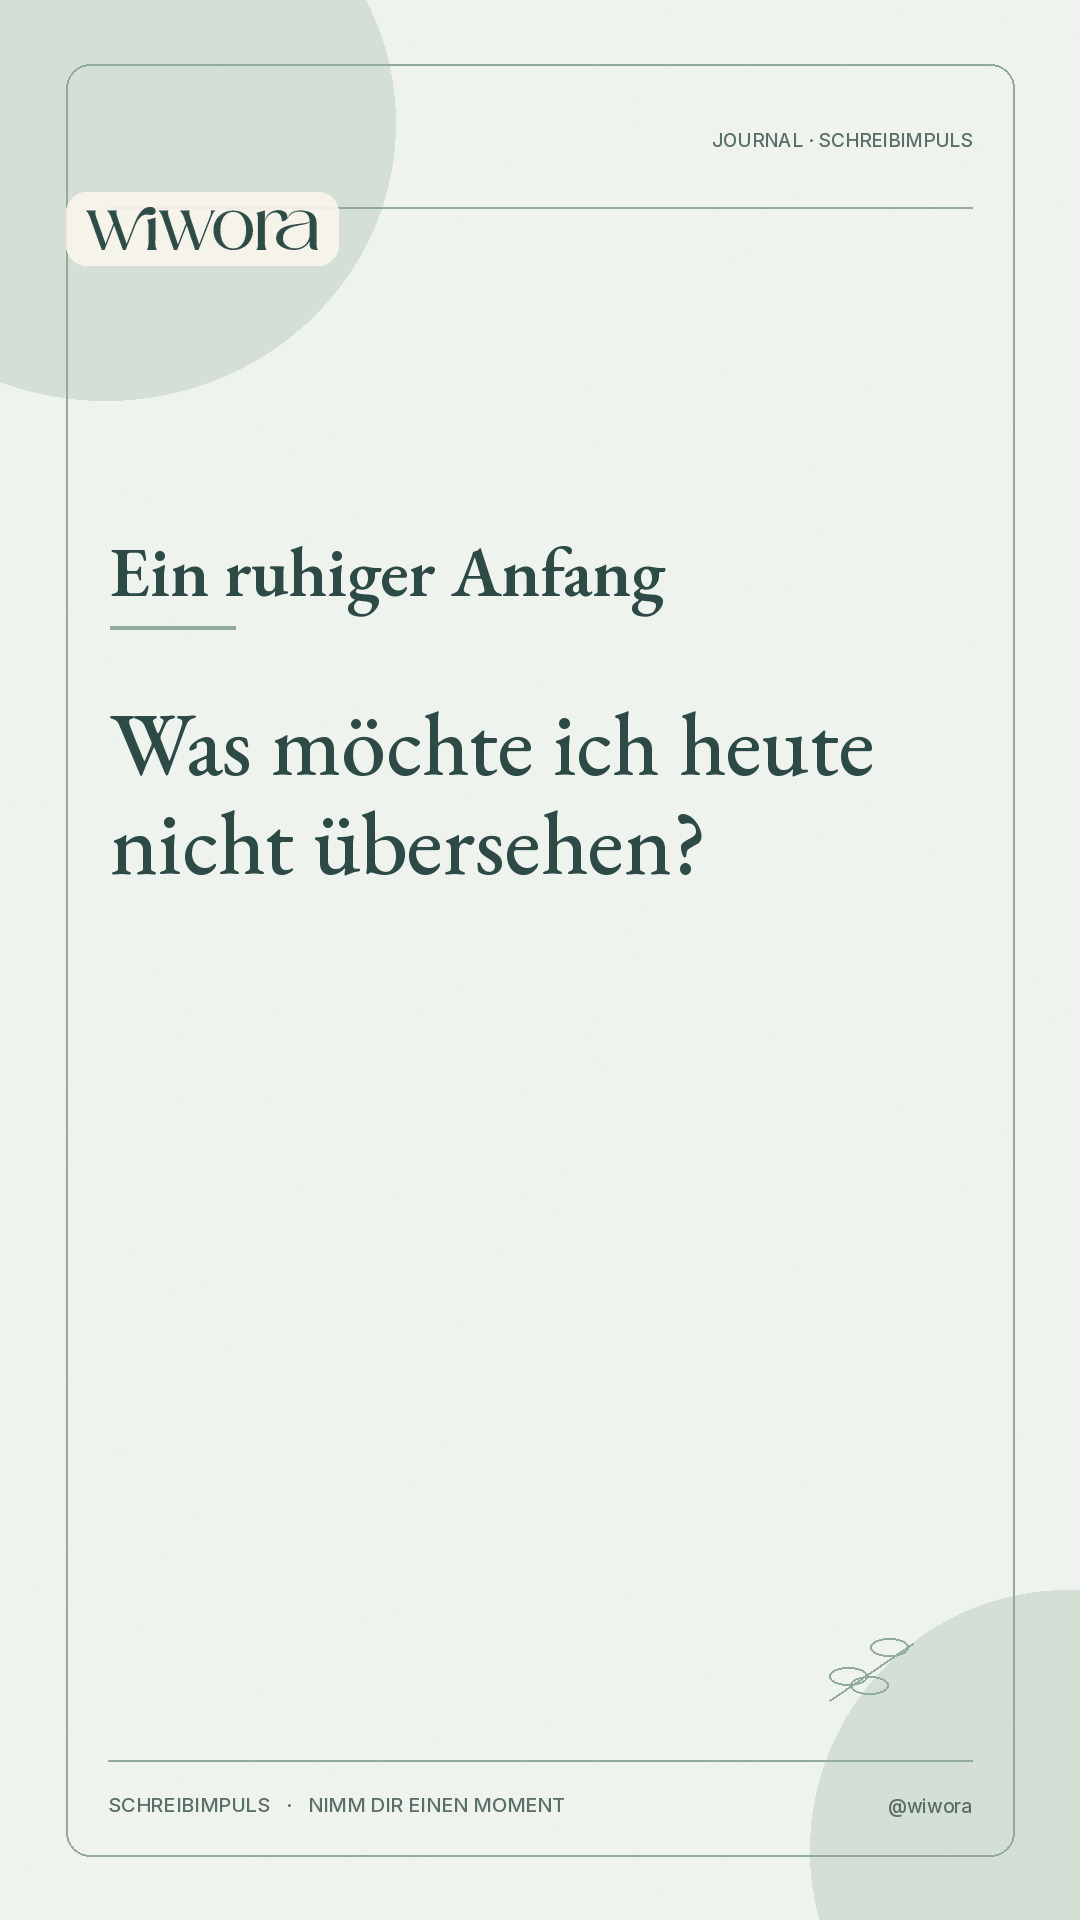 JOURNAL · SCHREIBIMPULS
wiwora
Ein ruhiger Anfang
Was möchte ich heute
nicht übersehen?
SCHREIBIMPULS · NIMM DIR EINEN MOMENT
@wiwora